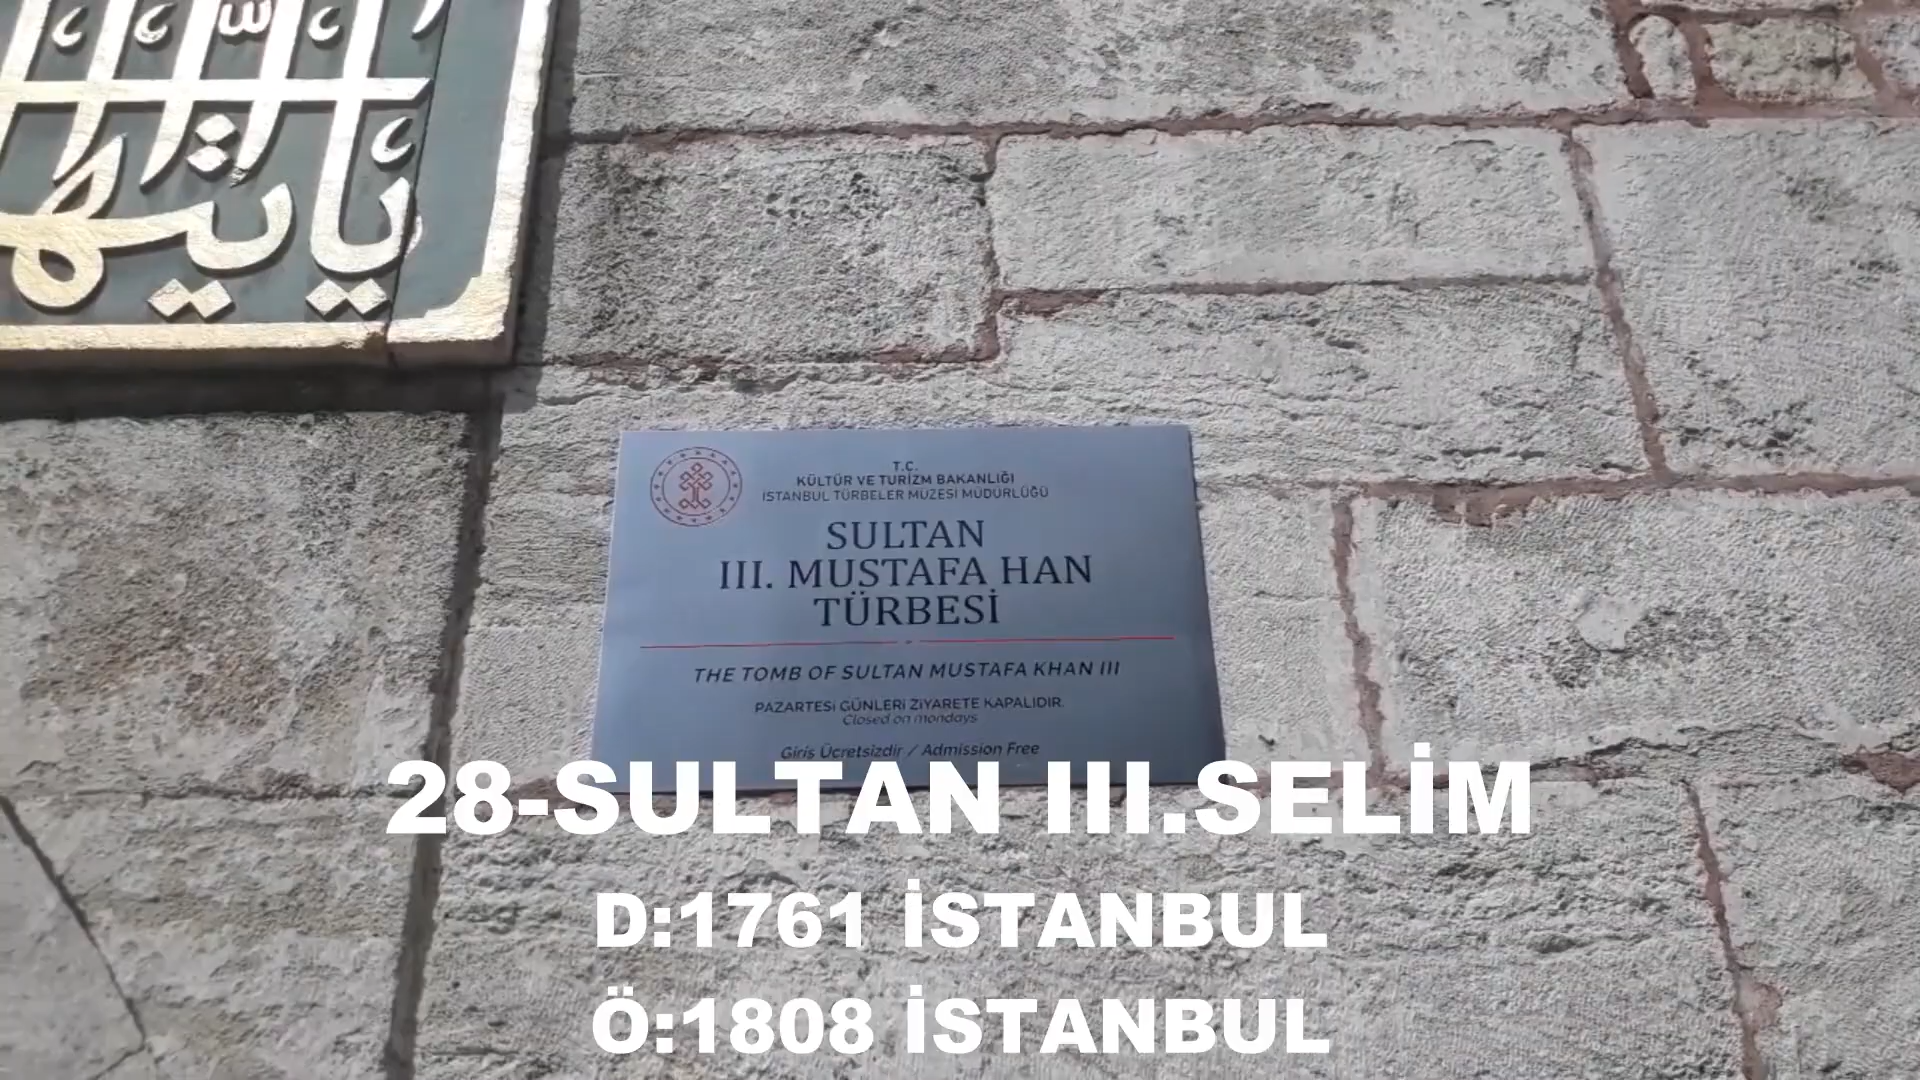 T.C.
KÜLTÜR VE TURİZM BAKANLIĞI
İSTANBUL TÜRBELER MÜZESİ MÜDÜRLÜĞÜ
SULTAN
III. MUSTAFA HAN
TÜRBESİ
THE TOMB OF SULTAN MUSTAFA KHAN III
PAZARTESİ GÜNLERİ ZİYARETE KAPALIDIR.
Closed on mondays
Giriş Ücretsizdir / Admission Free
28-SULTAN III.SELİM
D:1761 İSTANBUL
Ö:1808 İSTANBUL